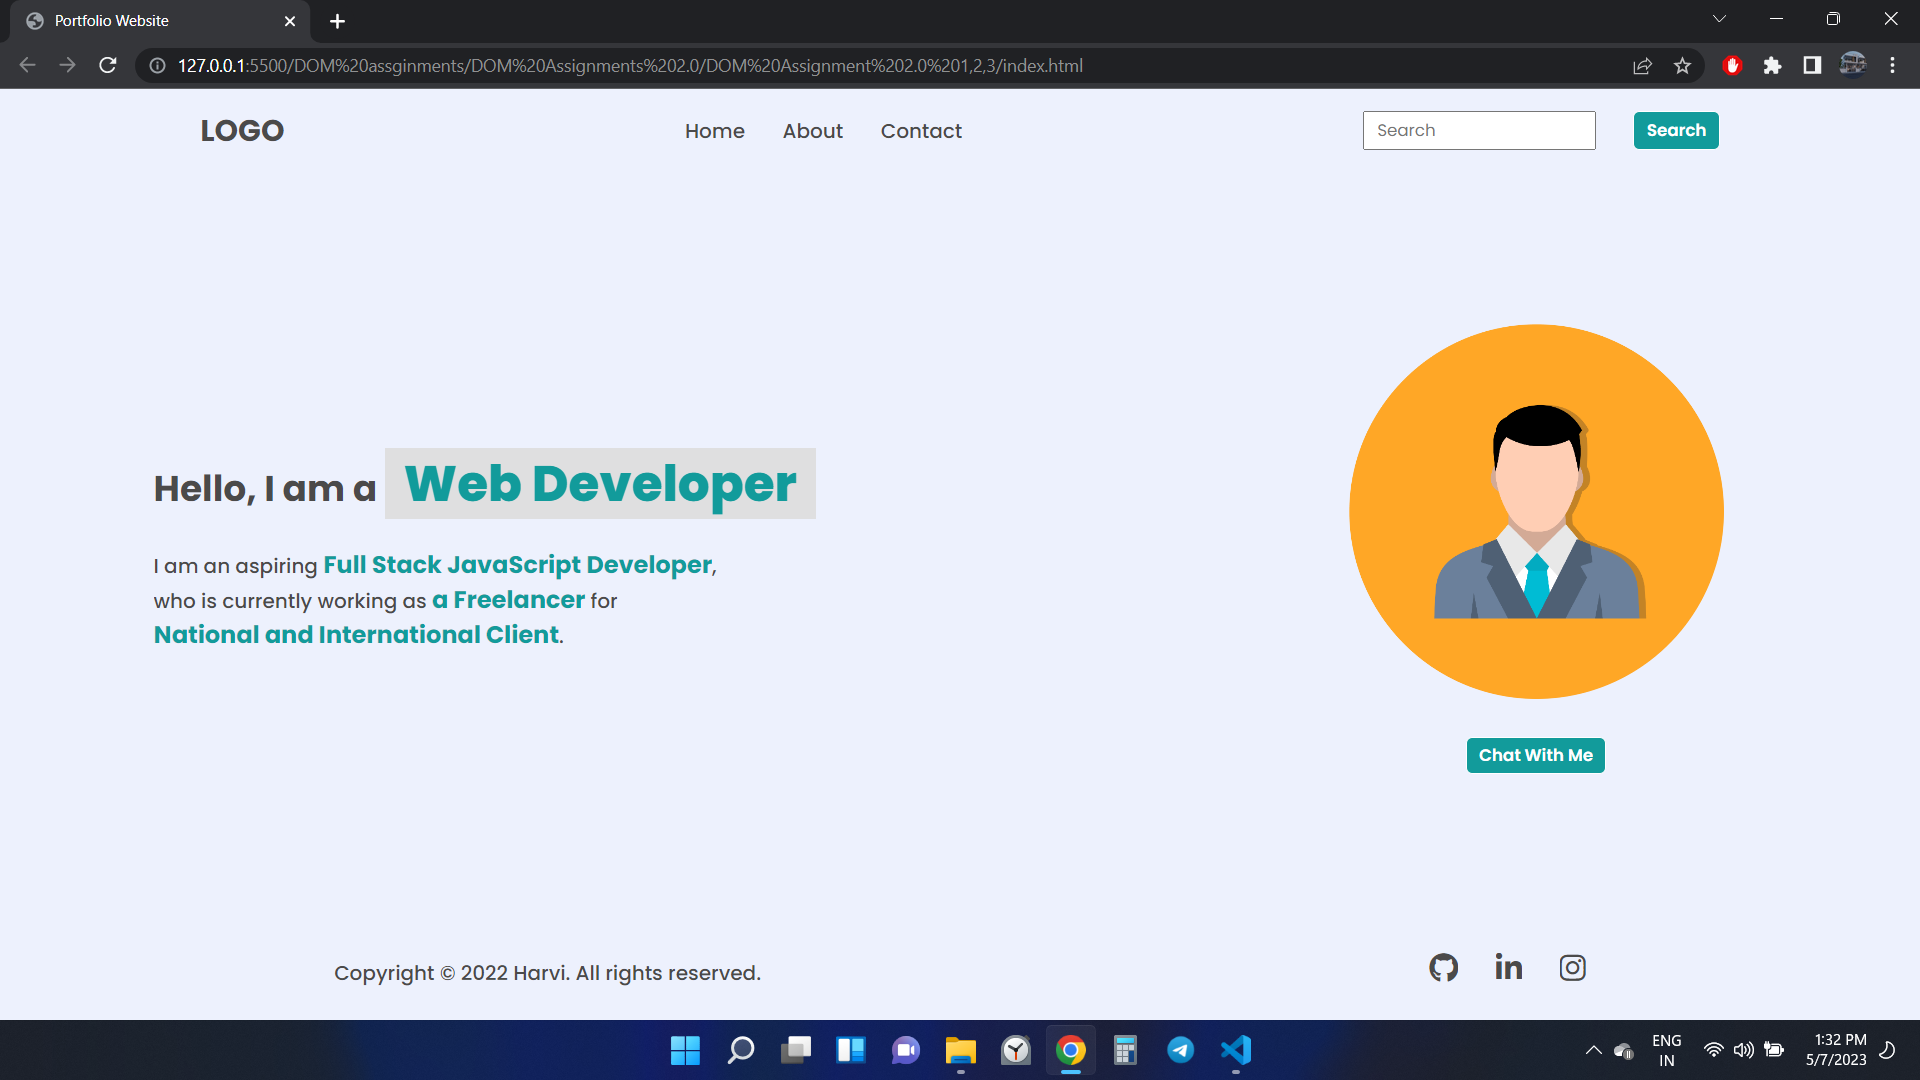 Portfolio Website
127.0.0.1:5500/DOM%20assginments/DOM%20Assignments%202.0/DOM%20Assignment%202.0%201,2,3/index.html
LOGO
Home About Contact
Search Search
Hello, I am a Web Developer
I am an aspiring Full Stack JavaScript Developer,
who is currently working as a Freelancer for
National and International Client.
Chat With Me
Copyright © 2022 Harvi. All rights reserved.
ENG
IN
1:32 PM
5/7/2023